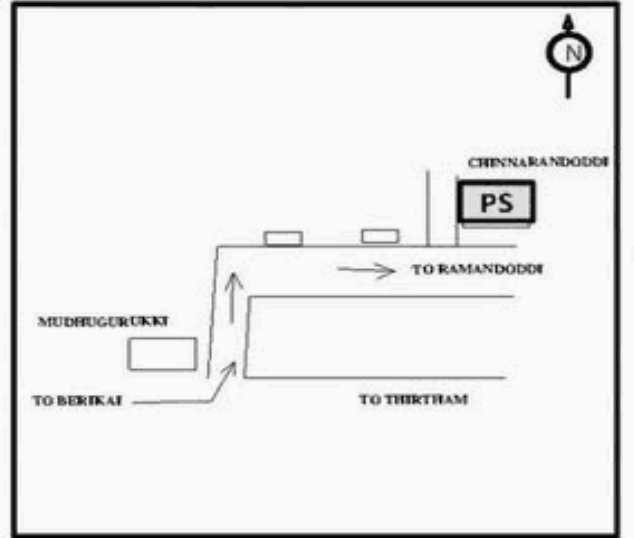 N
CHINNARANDODDI
PS
TO RAMANDODDI
MUDHUGURUKKI
TO BERIKAI
TO THIRTHAM